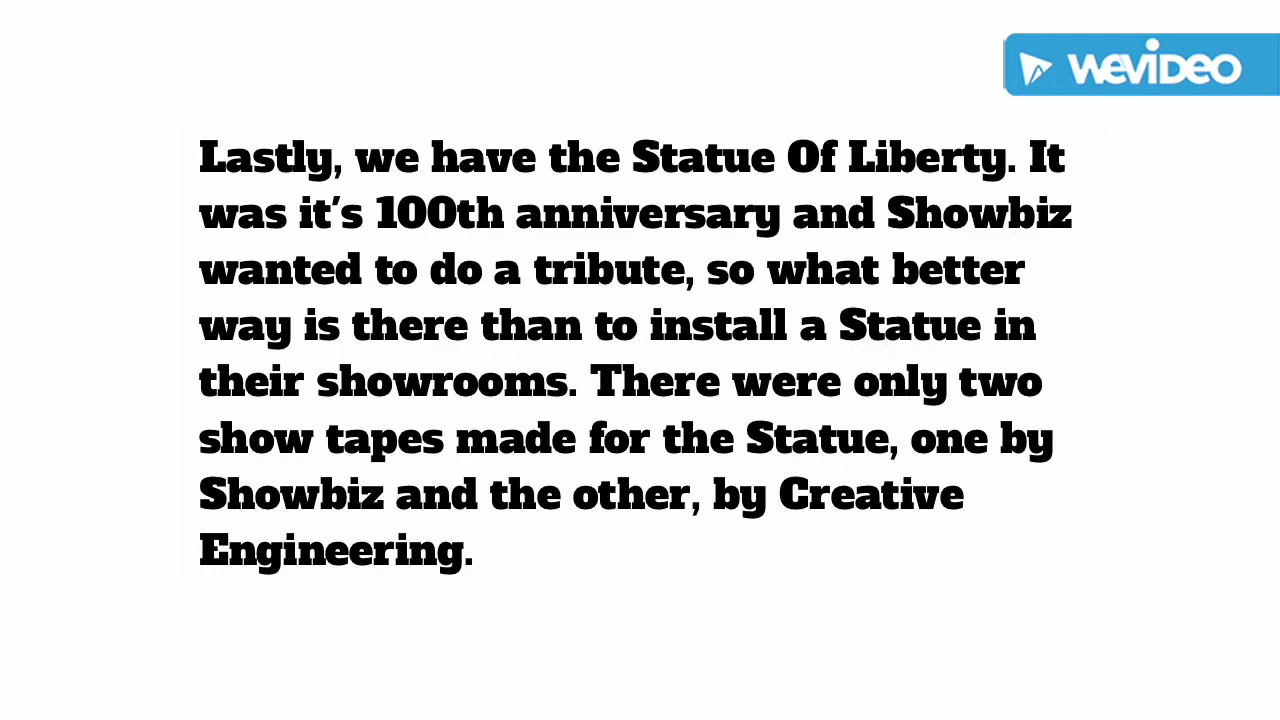 WEVIDEO
Lastly, we have the Statue Of Liberty. It
was it's 100th anniversary and Showbiz
wanted to do a tribute, so what better
way is there than to install a Statue in
their showrooms. There were only two
show tapes made for the Statue, one by
Showbiz and the other, by Creative
Engineering.